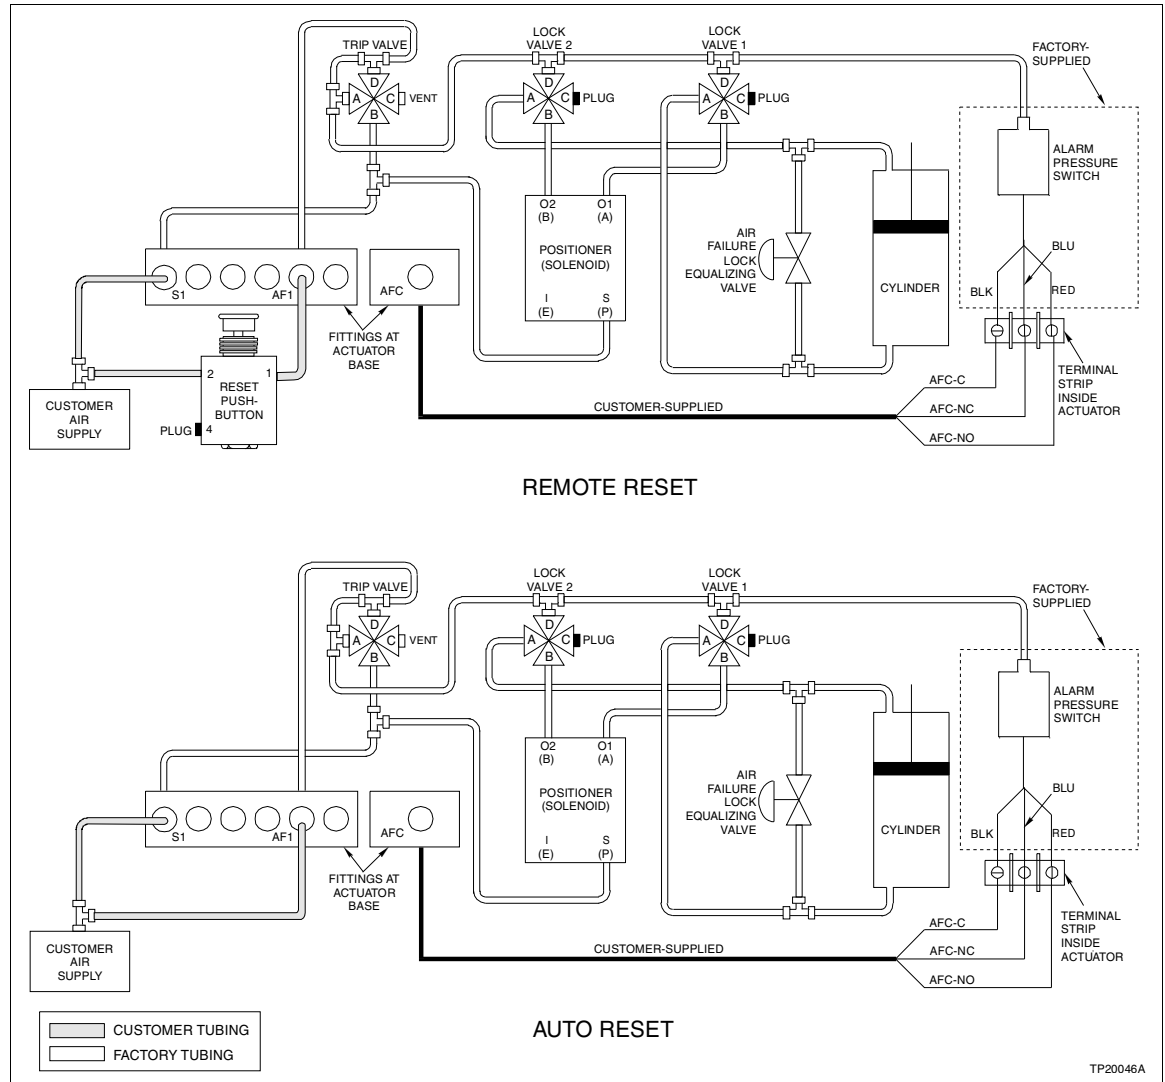 LOCK
VALVE 2
LOCK
VALVE 1
TRIP VALVE
FACTORY-
SUPPLIED
D
A
C
B
VENT
D
A
C
B
PLUG
D
A
C
B
PLUG
ALARM
PRESSURE
SWITCH
O2
(B)
O1
(A)
POSITIONER
(SOLENOID)
I
(E)
S
(P)
AIR
FAILURE
LOCK
EQUALIZING
VALVE
CYLINDER
BLU
BLK
RED
S1
AF1
AFC
FITTINGS AT
ACTUATOR
BASE
2
1
RESET
PUSH-
BUTTON
PLUG
4
CUSTOMER
AIR
SUPPLY
TERMINAL
STRIP
INSIDE
ACTUATOR
AFC-C
CUSTOMER-SUPPLIED
AFC-NC
AFC-NO
REMOTE RESET
LOCK
VALVE 2
LOCK
VALVE 1
TRIP VALVE
FACTORY-
SUPPLIED
D
A
C
B
VENT
D
A
C
B
PLUG
D
A
C
B
PLUG
ALARM
PRESSURE
SWITCH
O2
(B)
O1
(A)
POSITIONER
(SOLENOID)
I
(E)
S
(P)
AIR
FAILURE
LOCK
EQUALIZING
VALVE
CYLINDER
BLU
BLK
RED
S1
AF1
AFC
FITTINGS AT
ACTUATOR
BASE
CUSTOMER
AIR
SUPPLY
TERMINAL
STRIP
INSIDE
ACTUATOR
AFC-C
CUSTOMER-SUPPLIED
AFC-NC
AFC-NO
AUTO RESET
CUSTOMER TUBING
FACTORY TUBING
TP20046A